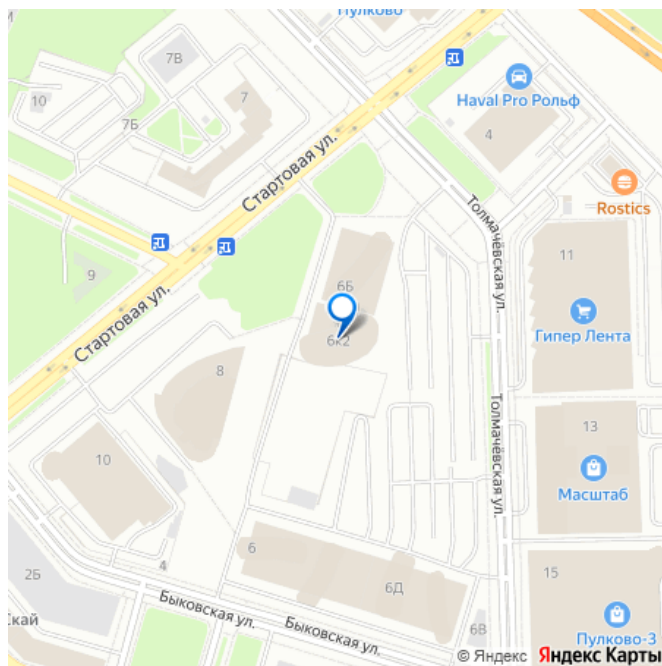 Пулково
7В
10
7
7Б
Haval Pro Рольф
4
Стартовая ул.
Rostics
Толмачёвская ул.
9
11
6Б
Гипер Лента
6к2
Стартовая ул.
8
Толмачёвская ул.
13
10
Масштаб
6
4
15
2Б
6Д
Быковская ул.
Скай
6В
Пулково-3
Быковская ул.
© Яндекс Яндекс Карты